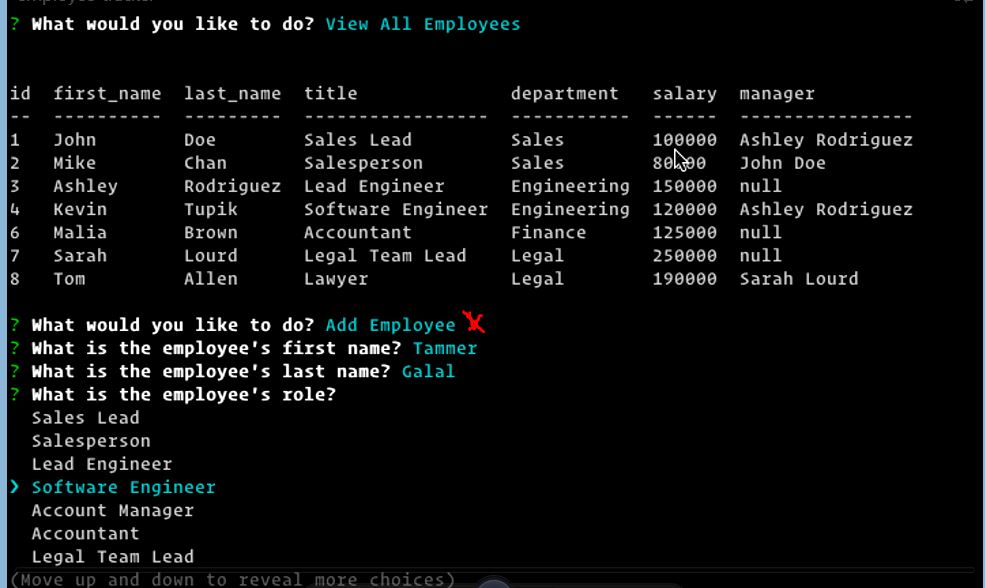 ? What would you like to do? View All Employees
id first_name last_name title department salary manager
-- ---------- --------- ----------------- ----------- ------ ----------------
1 John Doe Sales Lead Sales 100000 Ashley Rodriguez
2 Mike Chan Salesperson Sales 80000 John Doe
3 Ashley Rodriguez Lead Engineer Engineering 150000 null
4 Kevin Tupik Software Engineer Engineering 120000 Ashley Rodriguez
6 Malia Brown Accountant Finance 125000 null
7 Sarah Lourd Legal Team Lead Legal 250000 null
8 Tom Allen Lawyer Legal 190000 Sarah Lourd
? What would you like to do? Add Employee
? What is the employee's first name? Tammer
? What is the employee's last name? Galal
? What is the employee's role?
Sales Lead
Salesperson
Lead Engineer
❯ Software Engineer
Account Manager
Accountant
Legal Team Lead
(Move up and down to reveal more choices)